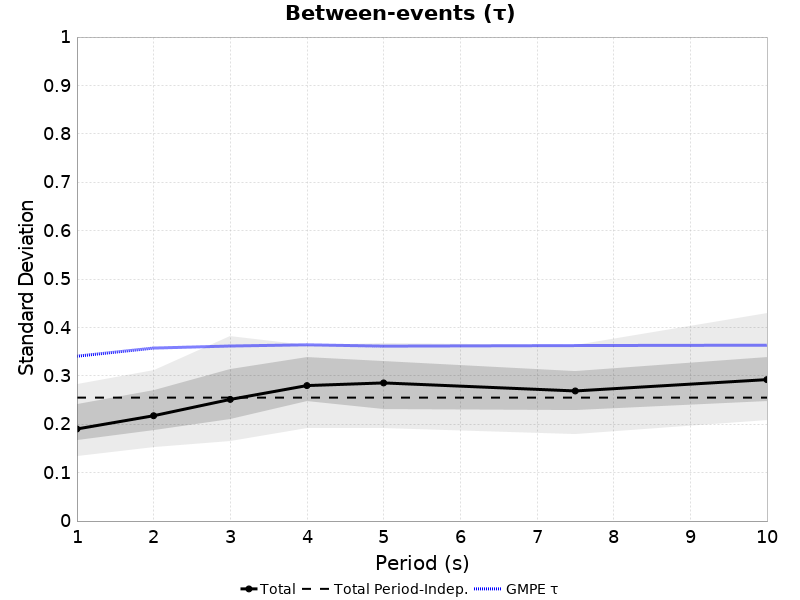 Between-events (τ)
Standard Deviation
1
0.9
0.8
0.7
0.6
0.5
0.4
0.3
0.2
0.1
0
1 2 3 4 5 6 7 8 9 10
Period (s)
Total Total Period-Indep. GMPE τ